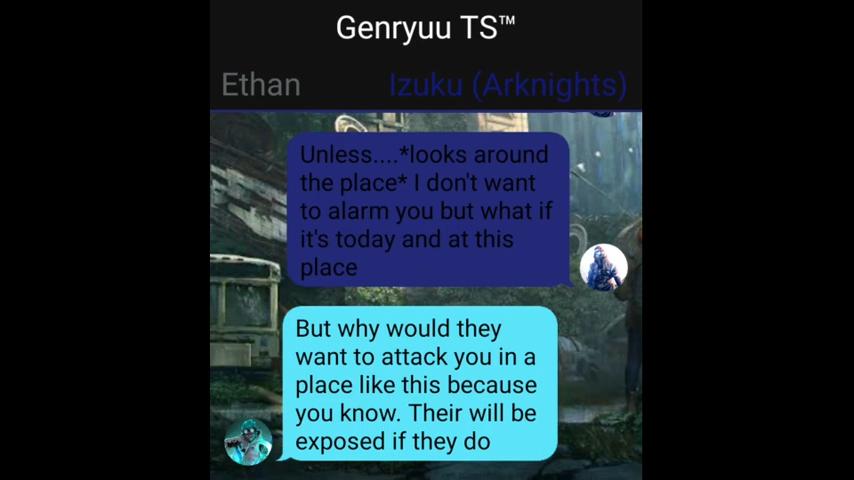 Genryuu TS™
Ethan Izuku (Arknights)
Unless....*looks around
the place* I don't want
to alarm you but what if
it's today and at this
place
But why would they
want to attack you in a
place like this because
you know. Their will be
exposed if they do